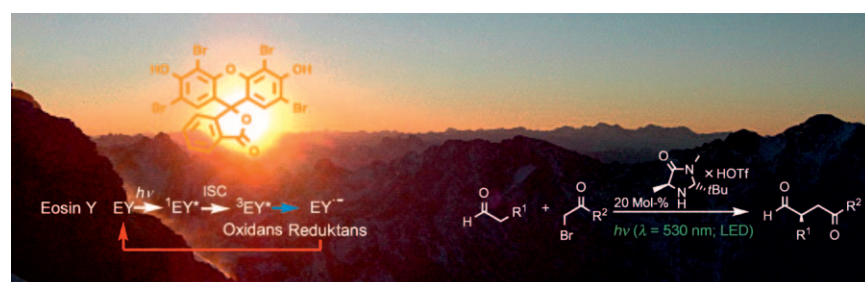 Br Br
HO O OH
Br Br
O
O
Eosin Y EY hν ¹EY* ISC ³EY* EY·⁻
Oxidans Reduktans
O H R¹
+
O Br R²
O N N H tBu × HOTf
20 Mol-%
hν (λ = 530 nm; LED)
O H R¹ O R²